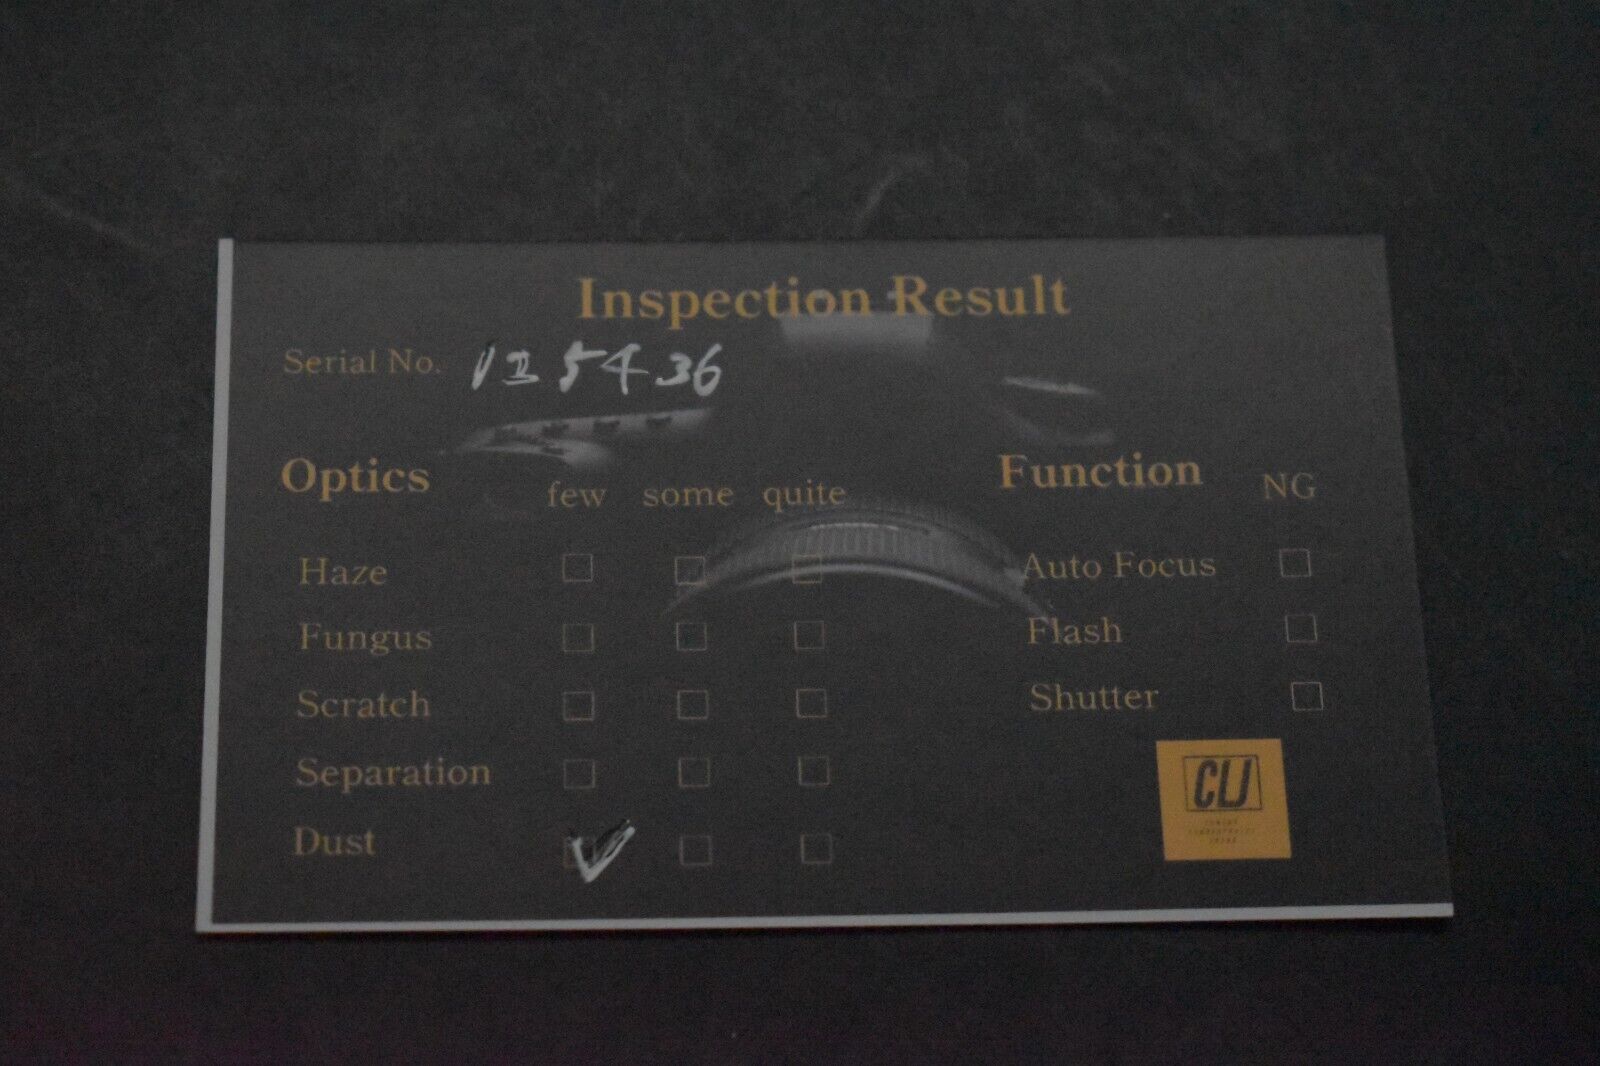 Inspection Result
Serial No.
Optics few some quite
Haze
Fungus
Scratch
Separation
Dust
Function NG
Auto Focus
Flash
Shutter
CLJ